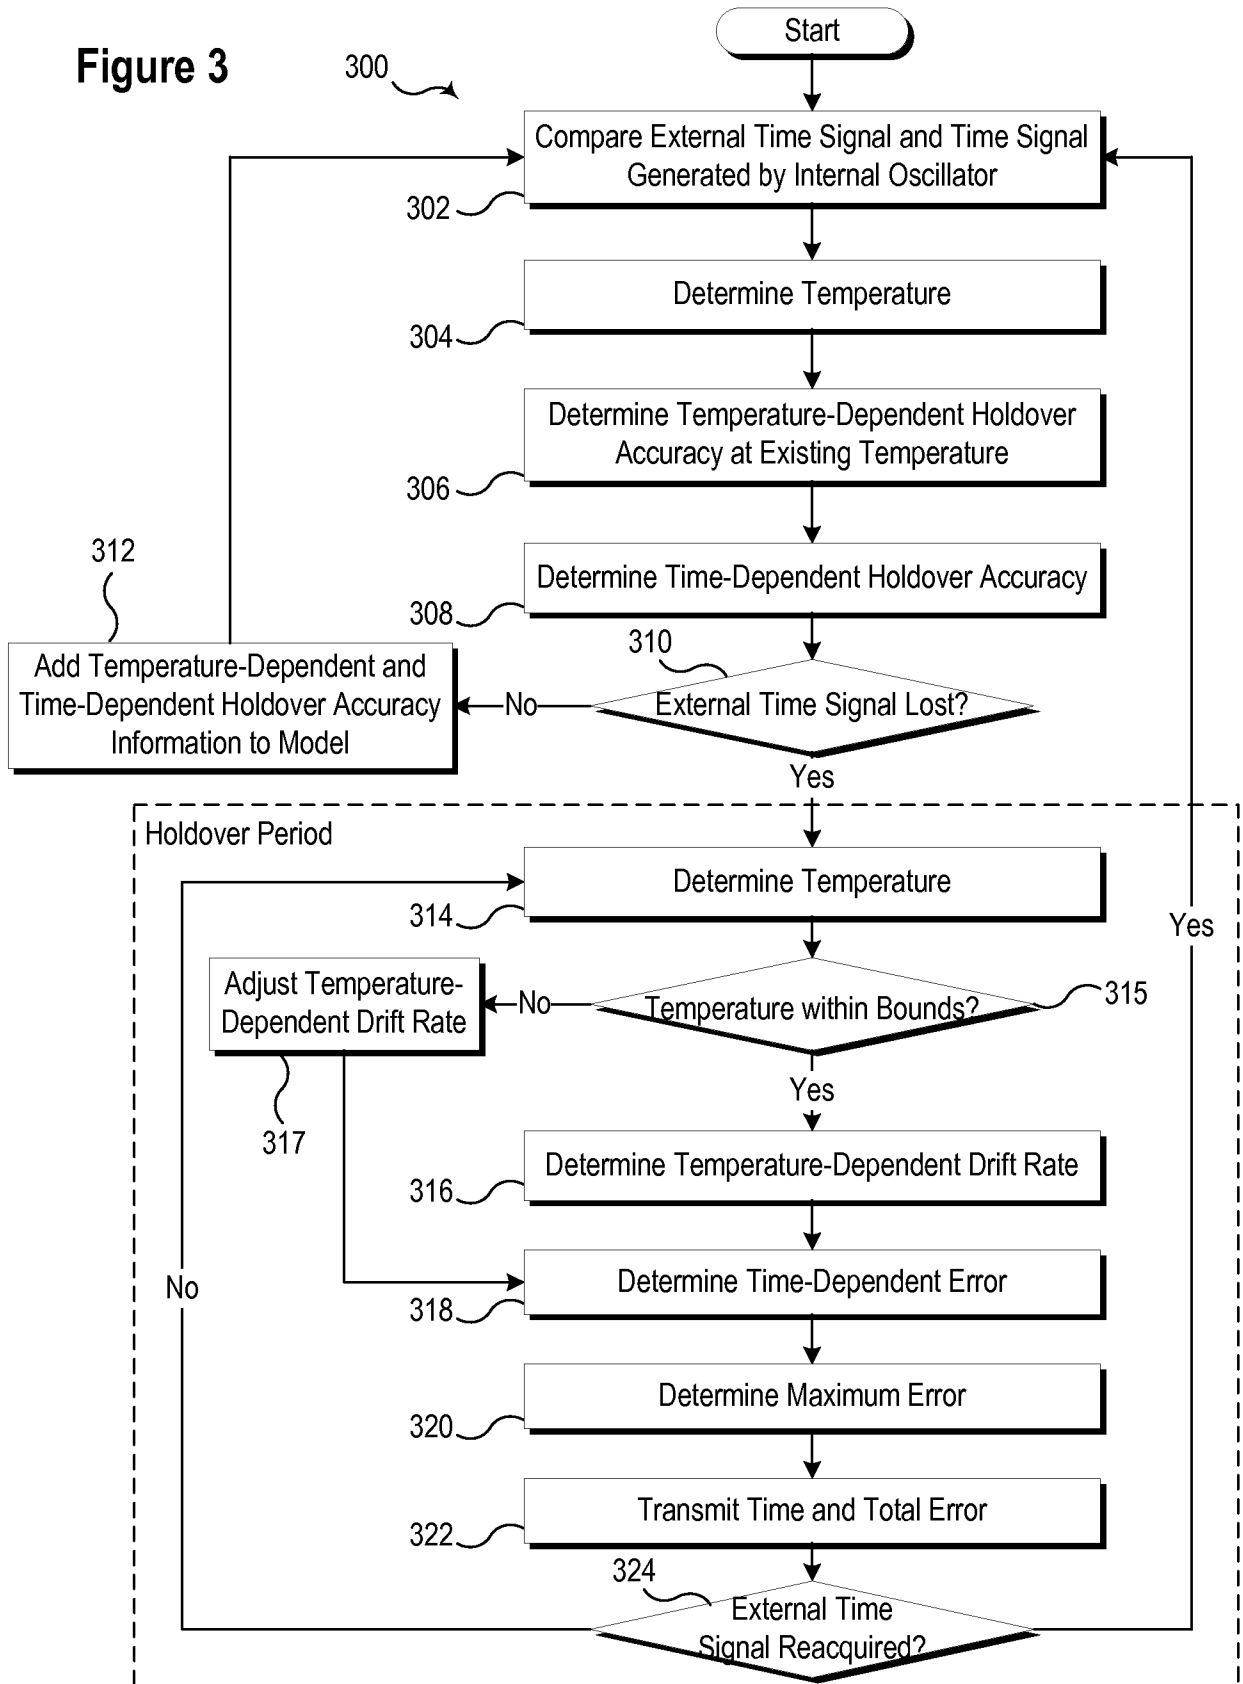 Figure 3
300
Start
Compare External Time Signal and Time Signal
Generated by Internal Oscillator
302
Determine Temperature
304
Determine Temperature-Dependent Holdover
Accuracy at Existing Temperature
306
Determine Time-Dependent Holdover Accuracy
308
310
External Time Signal Lost?
No
312
Add Temperature-Dependent and
Time-Dependent Holdover Accuracy
Information to Model
Yes
Holdover Period
Determine Temperature
314
Yes
Temperature within Bounds?
315
No
Adjust Temperature-
Dependent Drift Rate
317
Yes
Determine Temperature-Dependent Drift Rate
316
Determine Time-Dependent Error
318
No
Determine Maximum Error
320
Transmit Time and Total Error
322
324
External Time
Signal Reacquired?